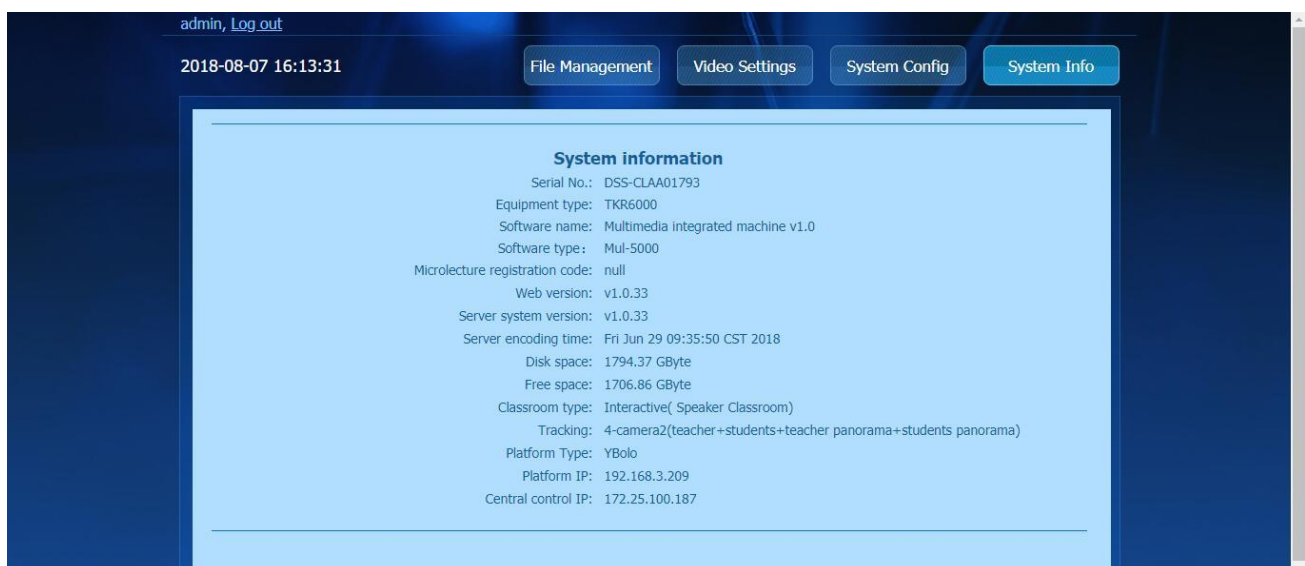 admin, Log out
2018-08-07 16:13:31 File Management Video Settings System Config System Info
System information
Serial No.: DSS-CLAA01793
Equipment type: TKR6000
Software name: Multimedia integrated machine v1.0
Software type： Mul-5000
Microlecture registration code: null
Web version: v1.0.33
Server system version: v1.0.33
Server encoding time: Fri Jun 29 09:35:50 CST 2018
Disk space: 1794.37 GByte
Free space: 1706.86 GByte
Classroom type: Interactive( Speaker Classroom)
Tracking: 4-camera2(teacher+students+teacher panorama+students panorama)
Platform Type: YBolo
Platform IP: 192.168.3.209
Central control IP: 172.25.100.187